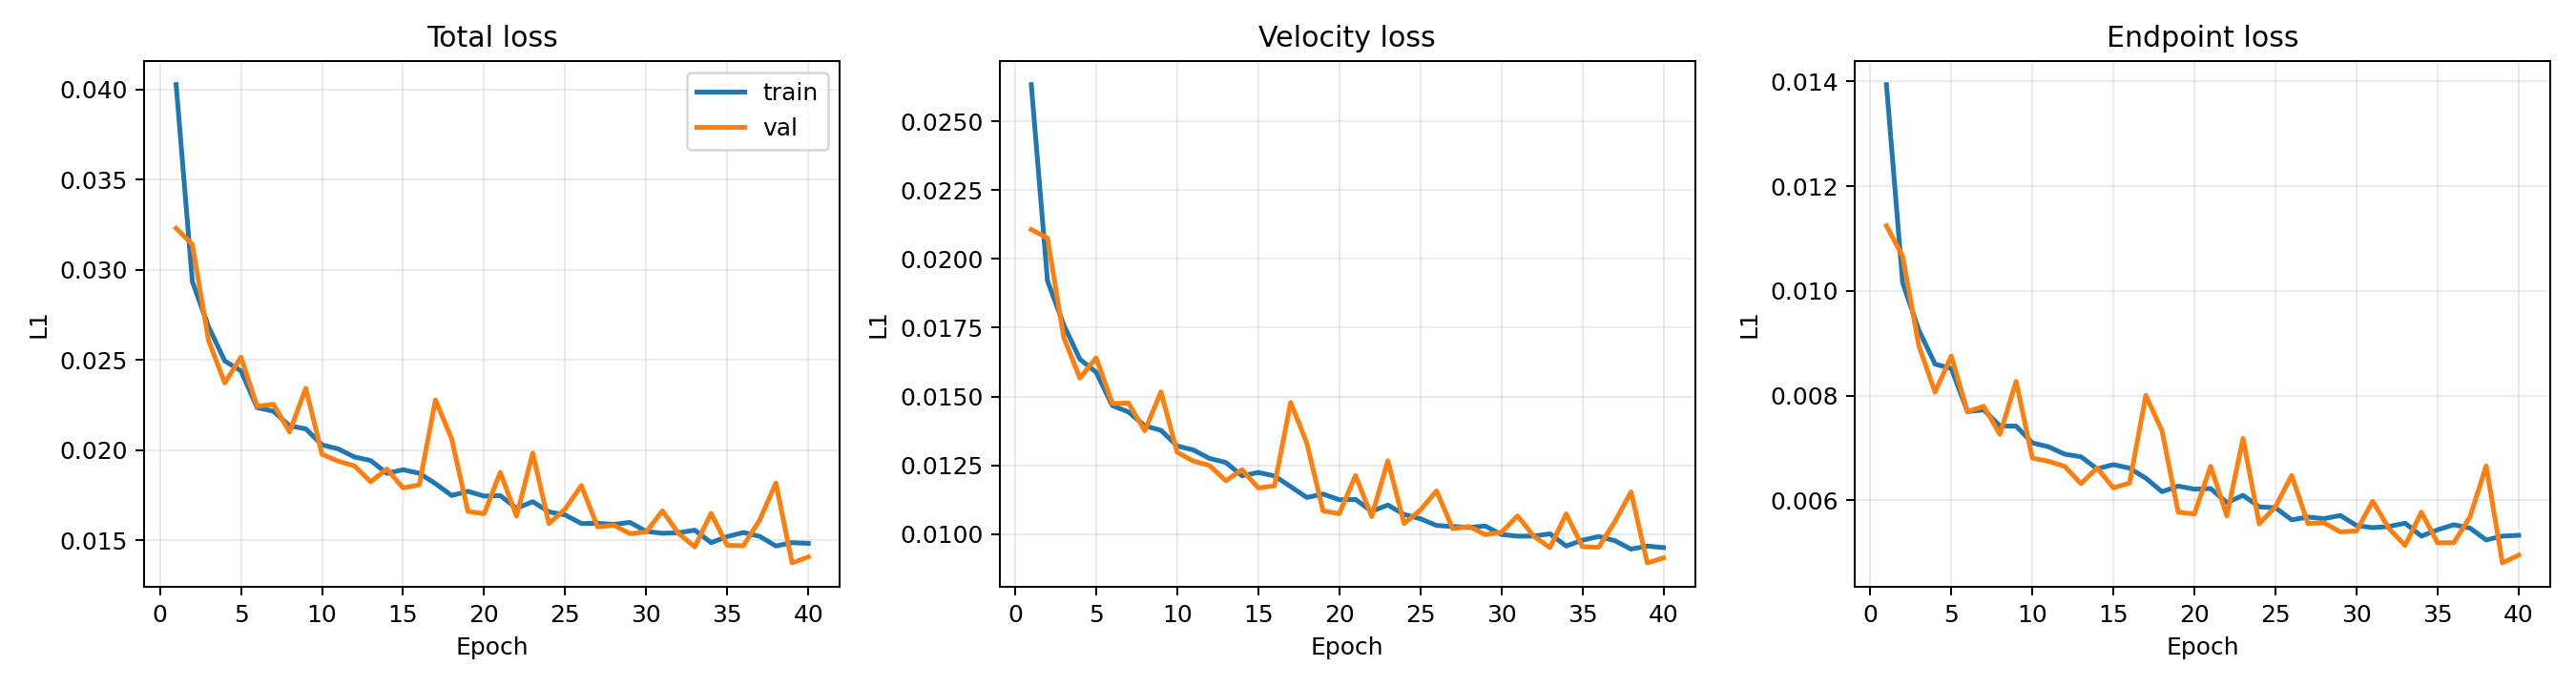 Total loss
L1
0.040
0.035
0.030
0.025
0.020
0.015
train
val
0 5 10 15 20 25 30 35 40
Epoch
Velocity loss
L1
0.0250
0.0225
0.0200
0.0175
0.0150
0.0125
0.0100
0 5 10 15 20 25 30 35 40
Epoch
Endpoint loss
L1
0.014
0.012
0.010
0.008
0.006
0 5 10 15 20 25 30 35 40
Epoch